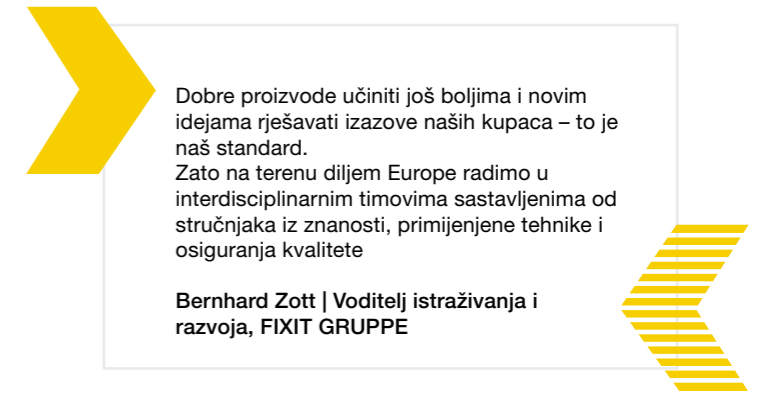 Dobre proizvode učiniti još boljima i novim
idejama rješavati izazove naših kupaca – to je
naš standard.
Zato na terenu diljem Europe radimo u
interdisciplinarnim timovima sastavljenima od
stručnjaka iz znanosti, primijenjene tehnike i
osiguranja kvalitete
Bernhard Zott | Voditelj istraživanja i
razvoja, FIXIT GRUPPE